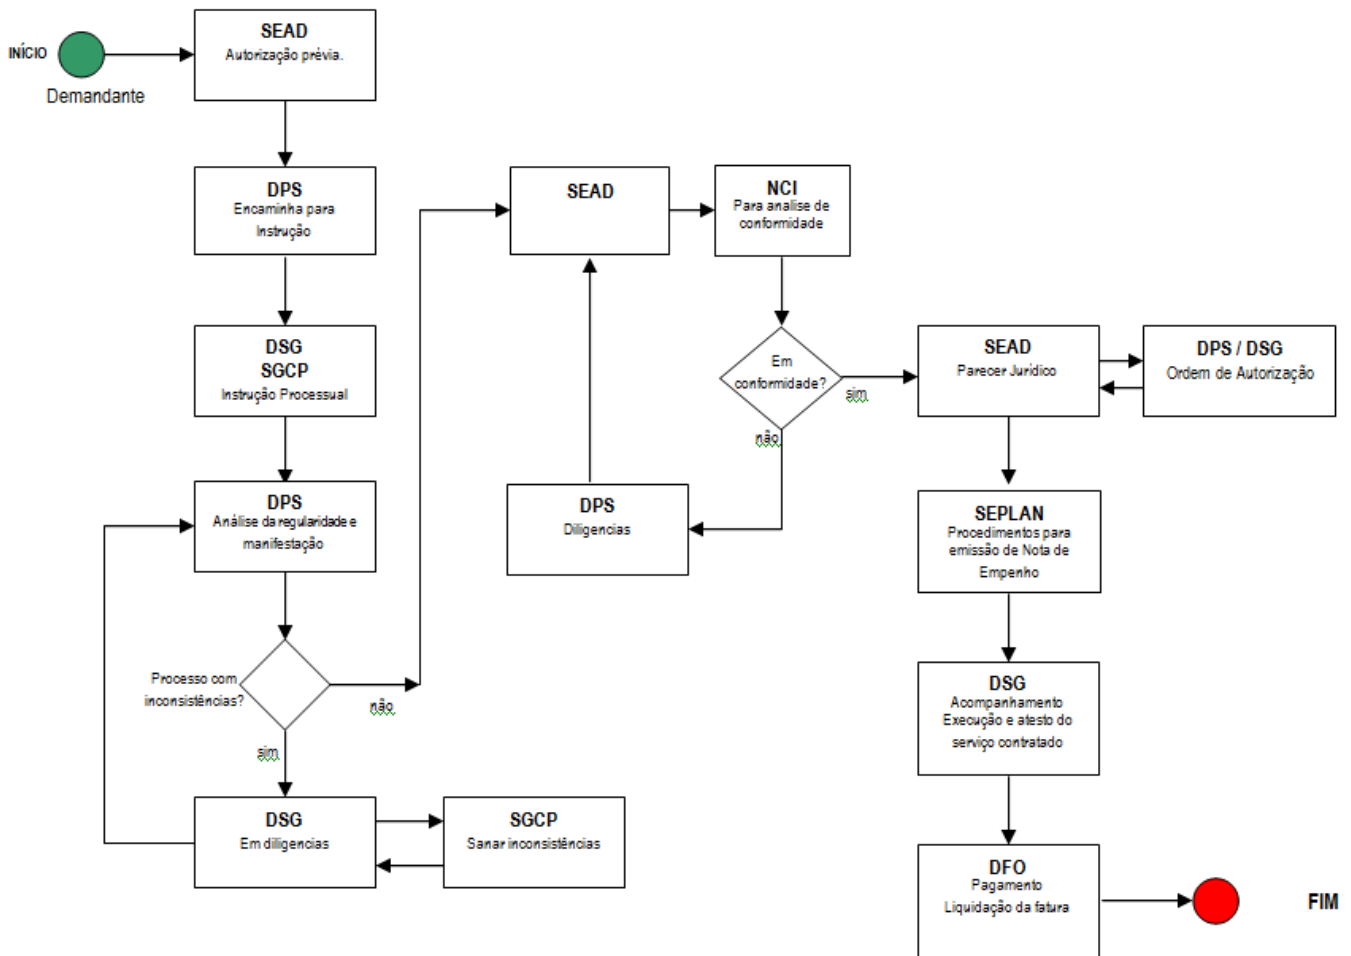 INÍCIO
Demandante
SEAD
Autorização prévia.
DPS
Encaminha para
Instrução
DSG
SGCP
Instrução Processual
DPS
Análise da regularidade e
manifestação
Processo com
inconsistências?
não
sim
DSG
Em diligencias
SGCP
Sanar inconsistências
SEAD
NCI
Para analise de
conformidade
Em
conformidade?
sim
não
DPS
Diligencias
SEAD
Parecer Jurídico
DPS / DSG
Ordem de Autorização
SEPLAN
Procedimentos para
emissão de Nota de
Empenho
DSG
Acompanhamento
Execução e atesto do
serviço contratado
DFO
Pagamento
Liquidação da fatura
FIM